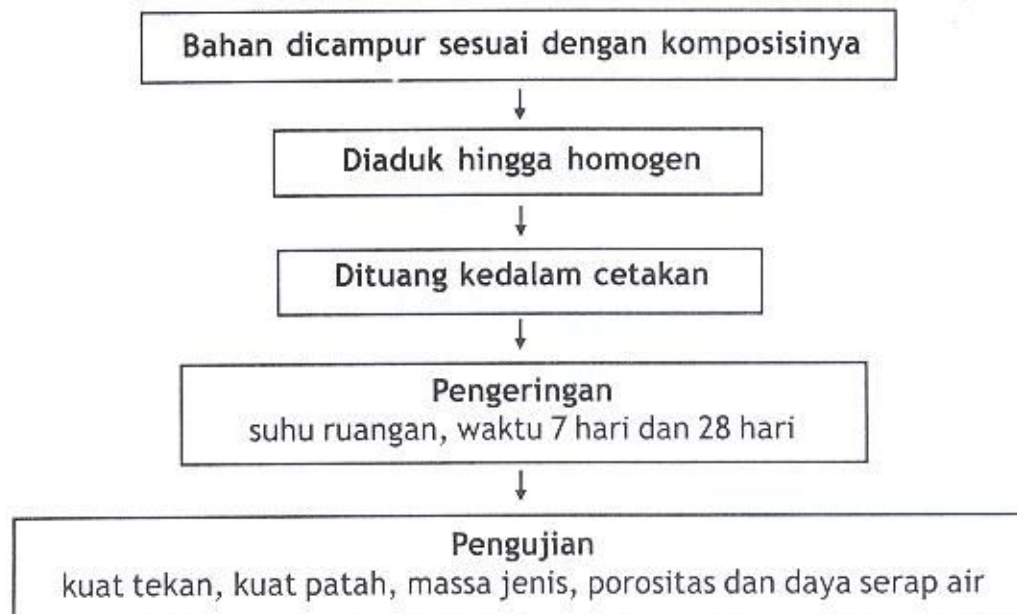 Bahan dicampur sesuai dengan komposisinya
Diaduk hingga homogen
Dituang kedalam cetakan
Pengeringan
suhu ruangan, waktu 7 hari dan 28 hari
Pengujian
kuat tekan, kuat patah, massa jenis, porositas dan daya serap air